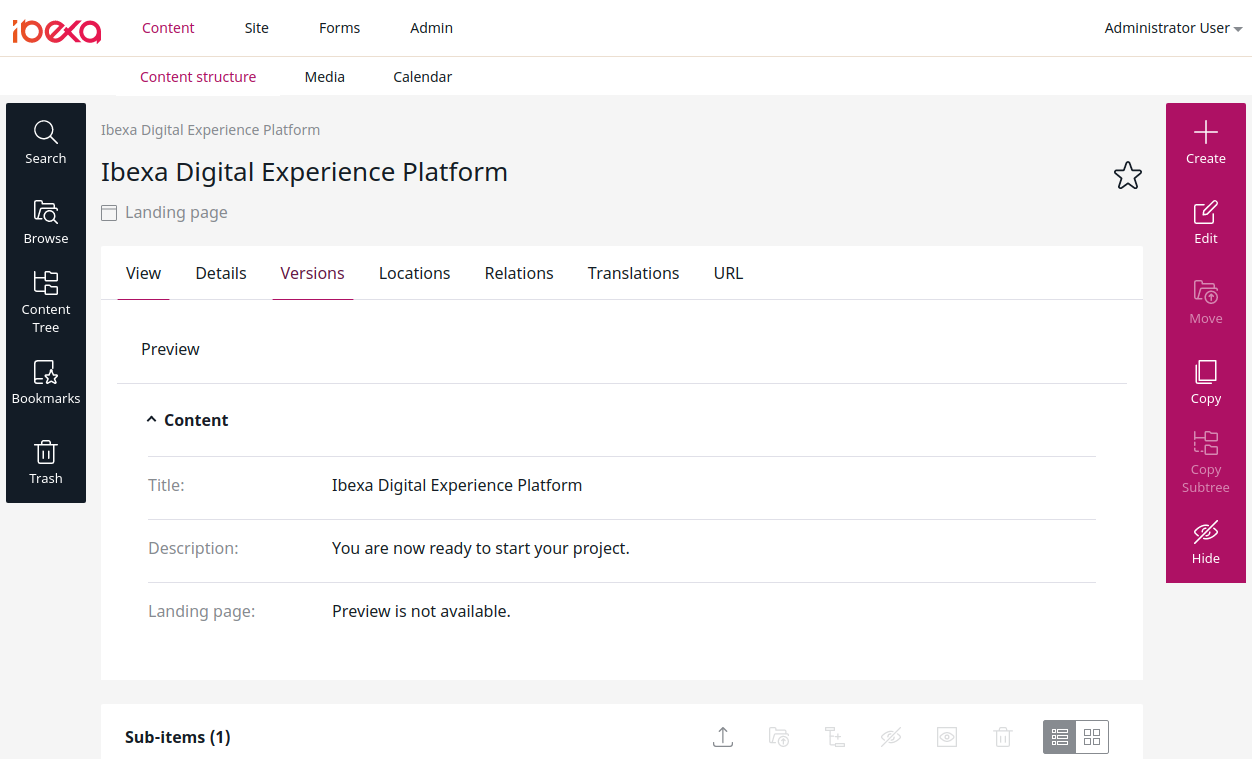 ibexa
Content Site Forms Admin Administrator User
Content structure Media Calendar
Search
Browse
Content
Tree
Bookmarks
Trash
Ibexa Digital Experience Platform
Ibexa Digital Experience Platform
Landing page
View Details Versions Locations Relations Translations URL
Preview
Content
Title: Ibexa Digital Experience Platform
Description: You are now ready to start your project.
Landing page: Preview is not available.
Sub-items (1)
Create
Edit
Move
Copy
Copy
Subtree
Hide